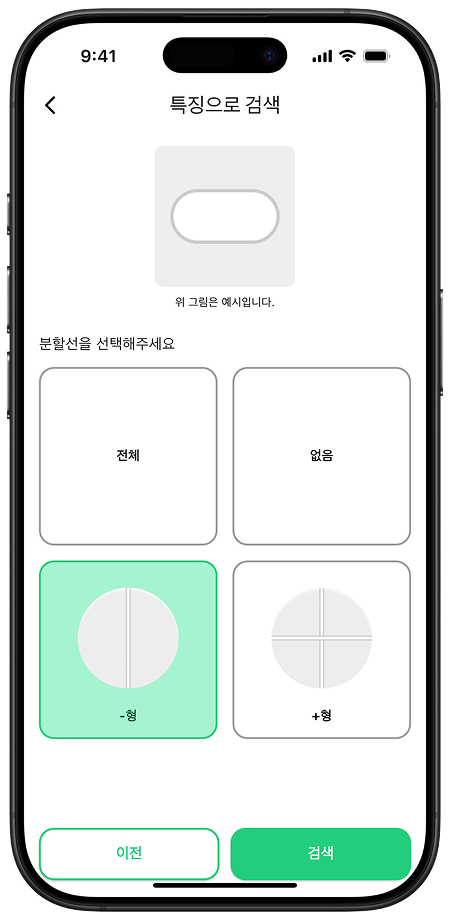 9:41
특징으로 검색
위 그림은 예시입니다.
분할선을 선택해주세요
전체
없음
-형
+형
이전
검색